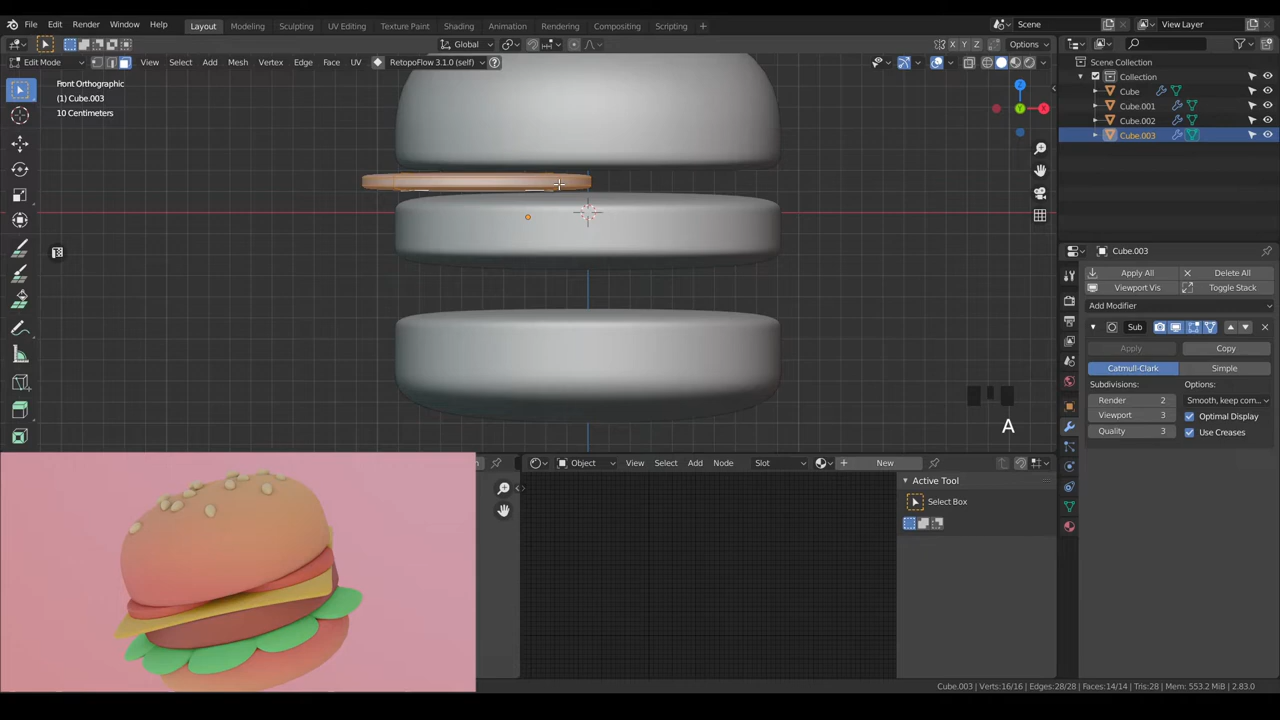 File Edit Render Window Help Layout Modeling Sculpting UV Editing Texture Paint Shading Animation Rendering Compositing Scripting + Scene View Layer
Global Options
Edit Mode View Select Add Mesh Vertex Edge Face UV RetopoFlow 3.1.0 (self) X Y Z
Front Orthographic
(1) Cube.003
10 Centimeters
Z
Y
X
A
Scene Collection
Collection
Cube
Cube.001
Cube.002
Cube.003
Cube.003
Apply All Delete All
Viewport Vis Toggle Stack
Add Modifier
Sub
Apply Copy
Catmull-Clark Simple
Subdivisions: Options:
Render 2 Smooth, keep corn...
Viewport 3 Optimal Display
Quality 3 Use Creases
Object View Select Add Node Slot New
Active Tool
Select Box
Cube.003 | Verts:16/16 | Edges:28/28 | Faces:14/14 | Tris:28 | Mem: 553.2 MiB | 2.83.0